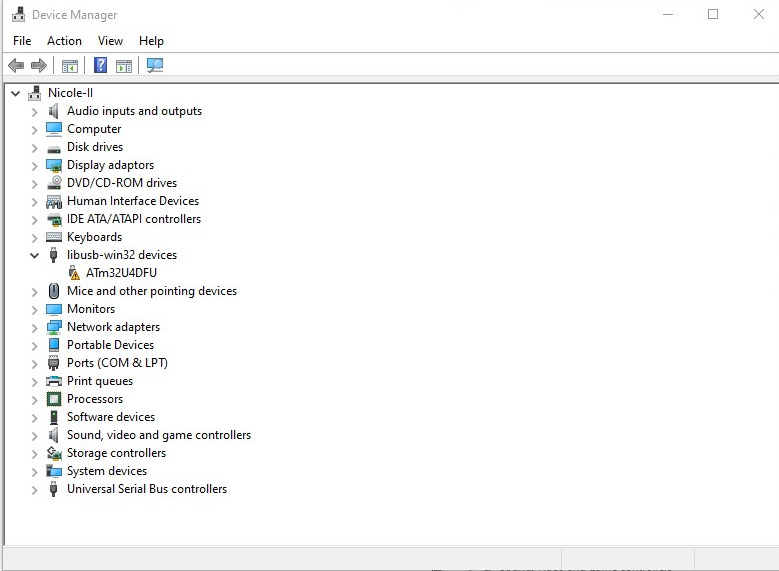 Device Manager
File Action View Help
Nicole-II
Audio inputs and outputs
Computer
Disk drives
Display adaptors
DVD/CD-ROM drives
Human Interface Devices
IDE ATA/ATAPI controllers
Keyboards
libusb-win32 devices
ATm32U4DFU
Mice and other pointing devices
Monitors
Network adapters
Portable Devices
Ports (COM & LPT)
Print queues
Processors
Software devices
Sound, video and game controllers
Storage controllers
System devices
Universal Serial Bus controllers